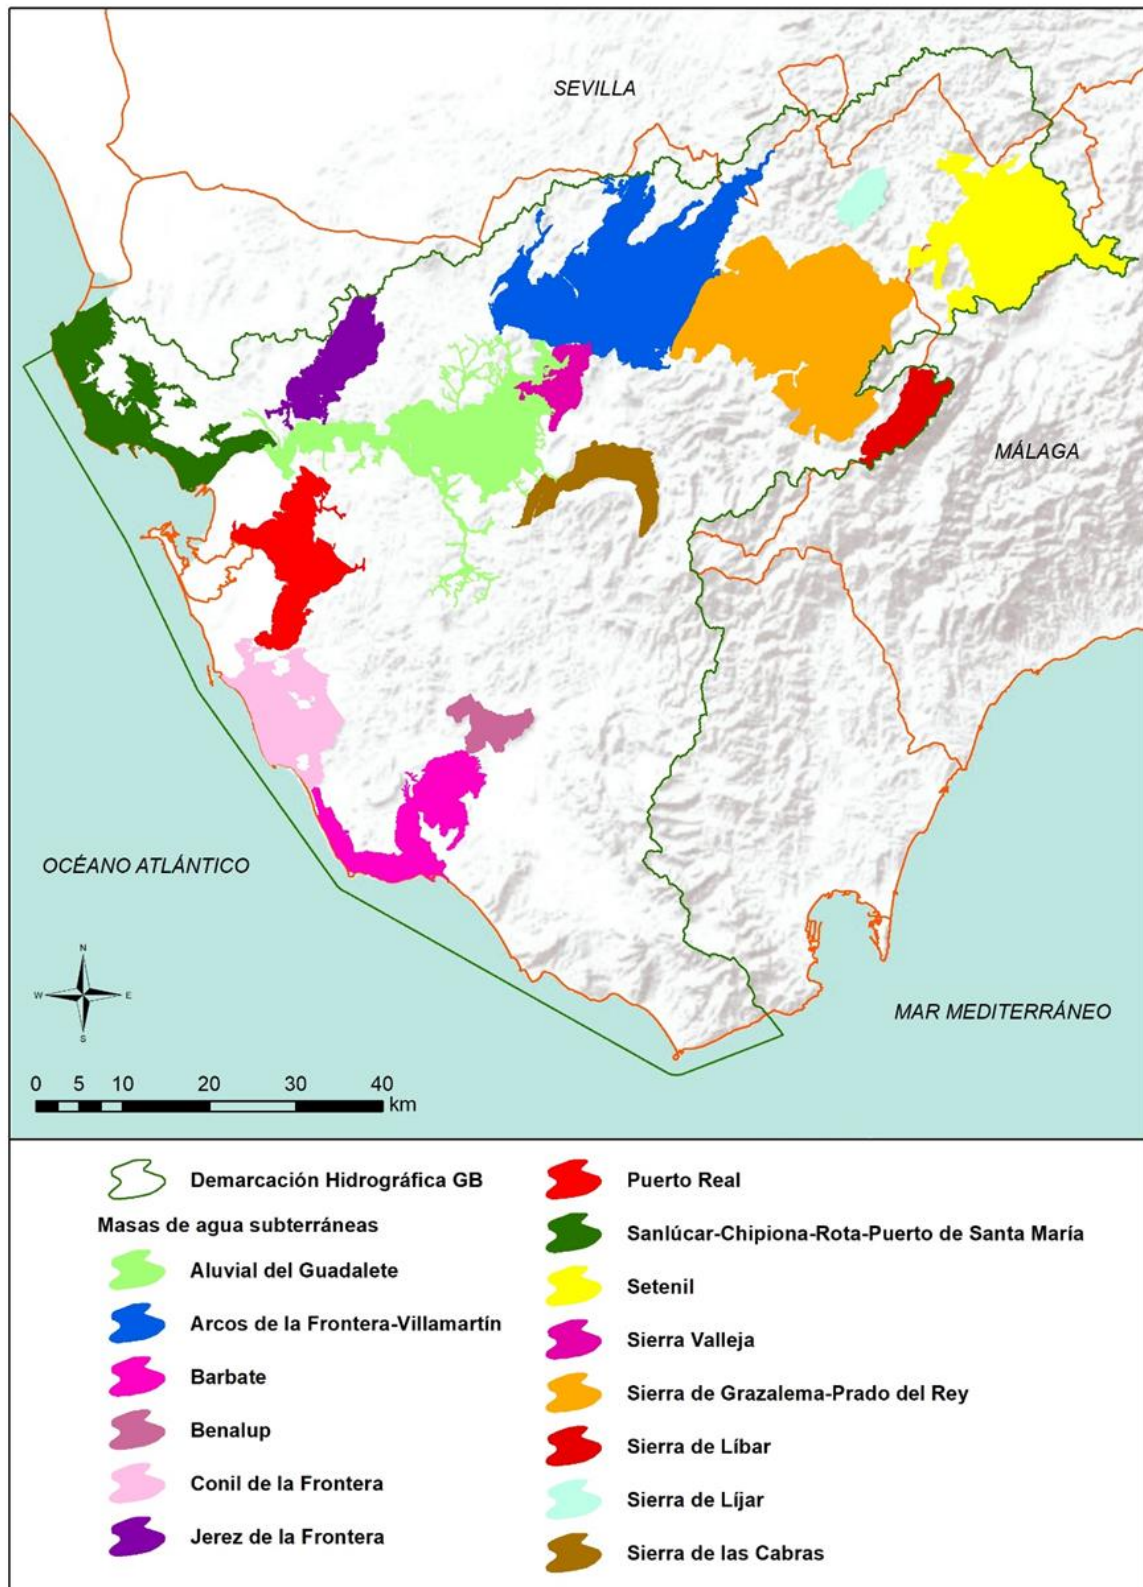 SEVILLA
MÁLAGA
OCÉANO ATLÁNTICO
N
W
E
S
MAR MEDITERRÁNEO
0 5 10 20 30 40
km
Demarcación Hidrográfica GB
Masas de agua subterráneas
Aluvial del Guadalete
Arcos de la Frontera-Villamartín
Barbate
Benalup
Conil de la Frontera
Jerez de la Frontera
Puerto Real
Sanlúcar-Chipiona-Rota-Puerto de Santa María
Setenil
Sierra Valleja
Sierra de Grazalema-Prado del Rey
Sierra de Líbar
Sierra de Líjar
Sierra de las Cabras